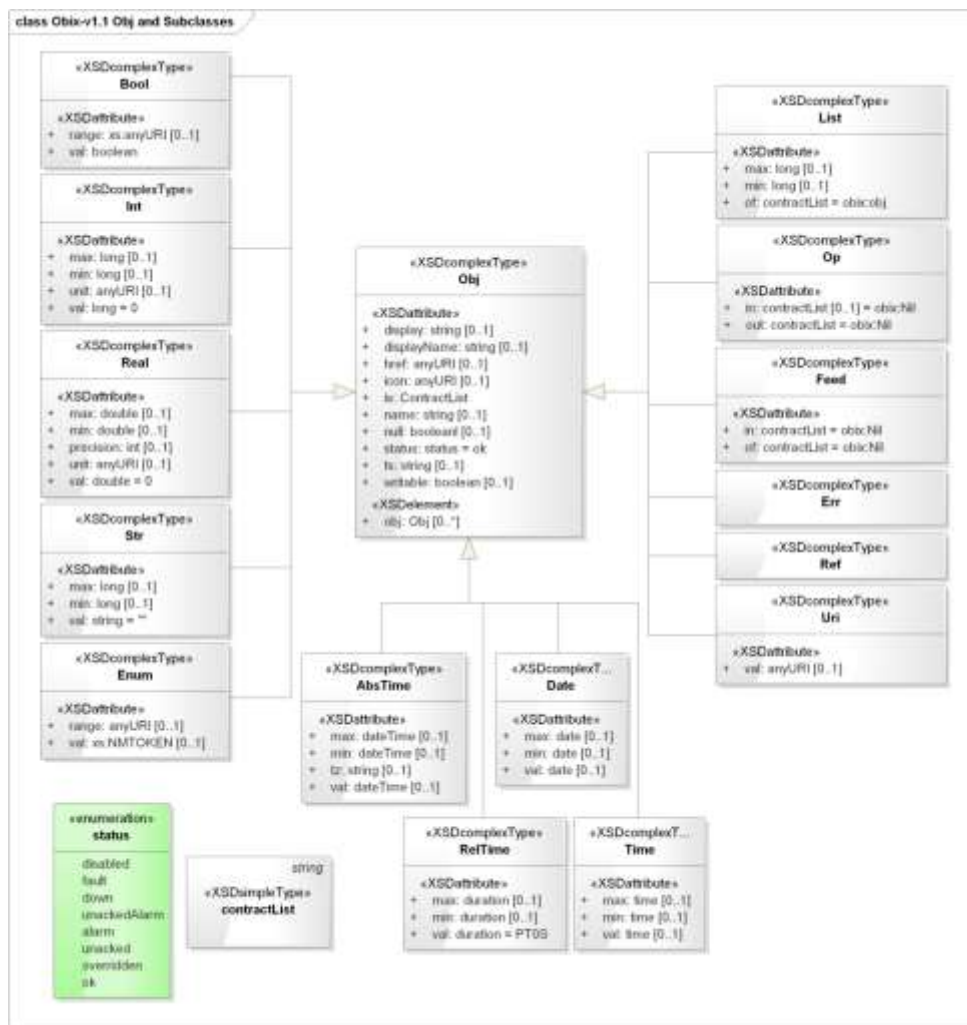 class Obix-v1.1 Obj and Subclasses
«XSDcomplexType»
Bool
«XSDattribute»
+ range: xs:anyURI [0..1]
+ val: boolean
«XSDcomplexType»
Int
«XSDattribute»
+ max: long [0..1]
+ min: long [0..1]
+ unit: anyURI [0..1]
+ val: long = 0
«XSDcomplexType»
Real
«XSDattribute»
+ max: double [0..1]
+ min: double [0..1]
+ precision: int [0..1]
+ unit: anyURI [0..1]
+ val: double = 0
«XSDcomplexType»
Str
«XSDattribute»
+ max: long [0..1]
+ min: long [0..1]
+ val: string = ""
«XSDcomplexType»
Enum
«XSDattribute»
+ range: anyURI [0..1]
+ val: xs:NMTOKEN [0..1]
«XSDcomplexType»
Obj
«XSDattribute»
+ display: string [0..1]
+ displayName: string [0..1]
+ href: anyURI [0..1]
+ icon: anyURI [0..1]
+ is: ContractList
+ name: string [0..1]
+ null: booleanl [0..1]
+ status: status = ok
+ ts: string [0..1]
+ writable: boolean [0..1]
«XSDelement»
+ obj: Obj [0..*]
«XSDcomplexType»
List
«XSDattribute»
+ max: long [0..1]
+ min: long [0..1]
+ of: contractList = obix:obj
«XSDcomplexType»
Op
«XSDattribute»
+ in: contractList [0..1] = obix:Nil
+ out: contractList = obix:Nil
«XSDcomplexType»
Feed
«XSDattribute»
+ in: contractList = obix:Nil
+ of: contractList = obix:Nil
«XSDcomplexType»
Err
«XSDcomplexType»
Ref
«XSDcomplexType»
Uri
«XSDattribute»
+ val: anyURI [0..1]
«XSDcomplexType»
AbsTime
«XSDattribute»
+ max: dateTime [0..1]
+ min: dateTime [0..1]
+ tz: string [0..1]
+ val: dateTime [0..1]
«XSDcomplexT...
Date
«XSDattribute»
+ max: date [0..1]
+ min: date [0..1]
+ val: date [0..1]
«XSDcomplexType»
RelTime
«XSDattribute»
+ max: duration [0..1]
+ min: duration [0..1]
+ val: duration = PT0S
«XSDcomplexT...
Time
«XSDattribute»
+ max: time [0..1]
+ min: time [0..1]
+ val: time [0..1]
«enumeration»
status
disabled
fault
down
unackedAlarm
alarm
unacked
overridden
ok
string
«XSDsimpleType»
contractList